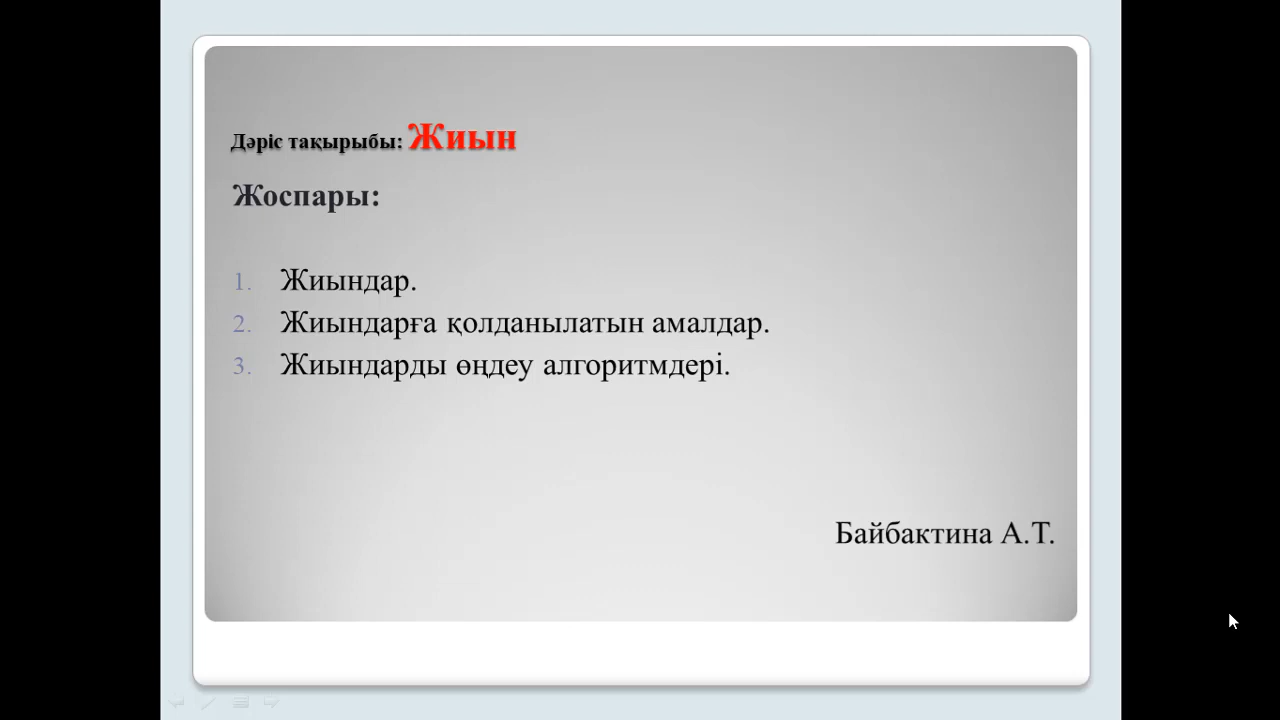 Дәріс тақырыбы: Жиын
Жоспары:
1. Жиындар.
2. Жиындарға қолданылатын амалдар.
3. Жиындарды өңдеу алгоритмдері.
Байбактина А.Т.